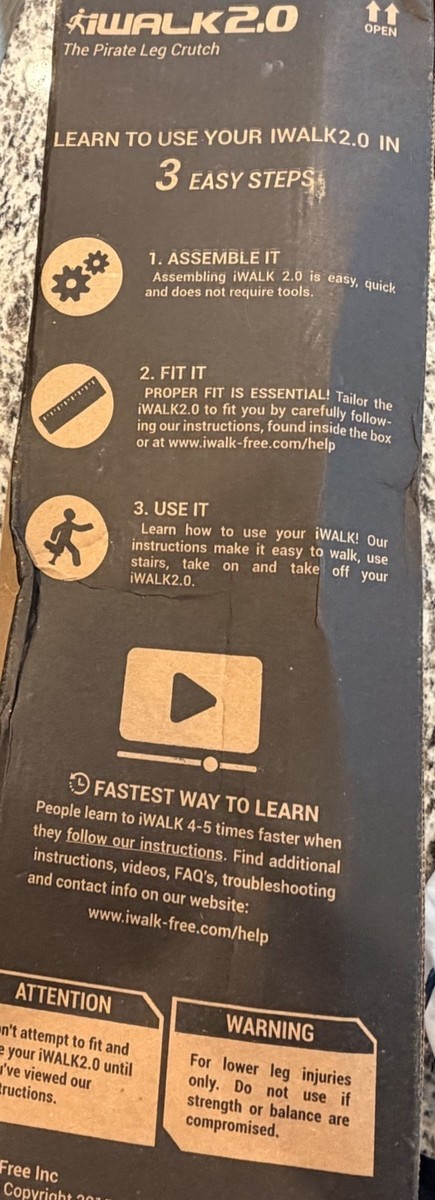 iWALK2.0
OPEN
The Pirate Leg Crutch
LEARN TO USE YOUR IWALK2.0 IN
3 EASY STEPS
1. ASSEMBLE IT
Assembling iWALK 2.0 is easy, quick
and does not require tools.
2. FIT IT
PROPER FIT IS ESSENTIAL! Tailor the
iWALK2.0 to fit you by carefully follow-
ing our instructions, found inside the box
or at www.iwalk-free.com/help
3. USE IT
Learn how to use your iWALK! Our
instructions make it easy to walk, use
stairs, take on and take off your
iWALK2.0.
FASTEST WAY TO LEARN
People learn to iWALK 4-5 times faster when
they follow our instructions. Find additional
instructions, videos, FAQ's, troubleshooting
and contact info on our website:
www.iwalk-free.com/help
ATTENTION
n't attempt to fit and
e your iWALK2.0 until
u've viewed our
tructions.
WARNING
For lower leg injuries
only. Do not use if
strength or balance are
compromised.
Free Inc
Copyright